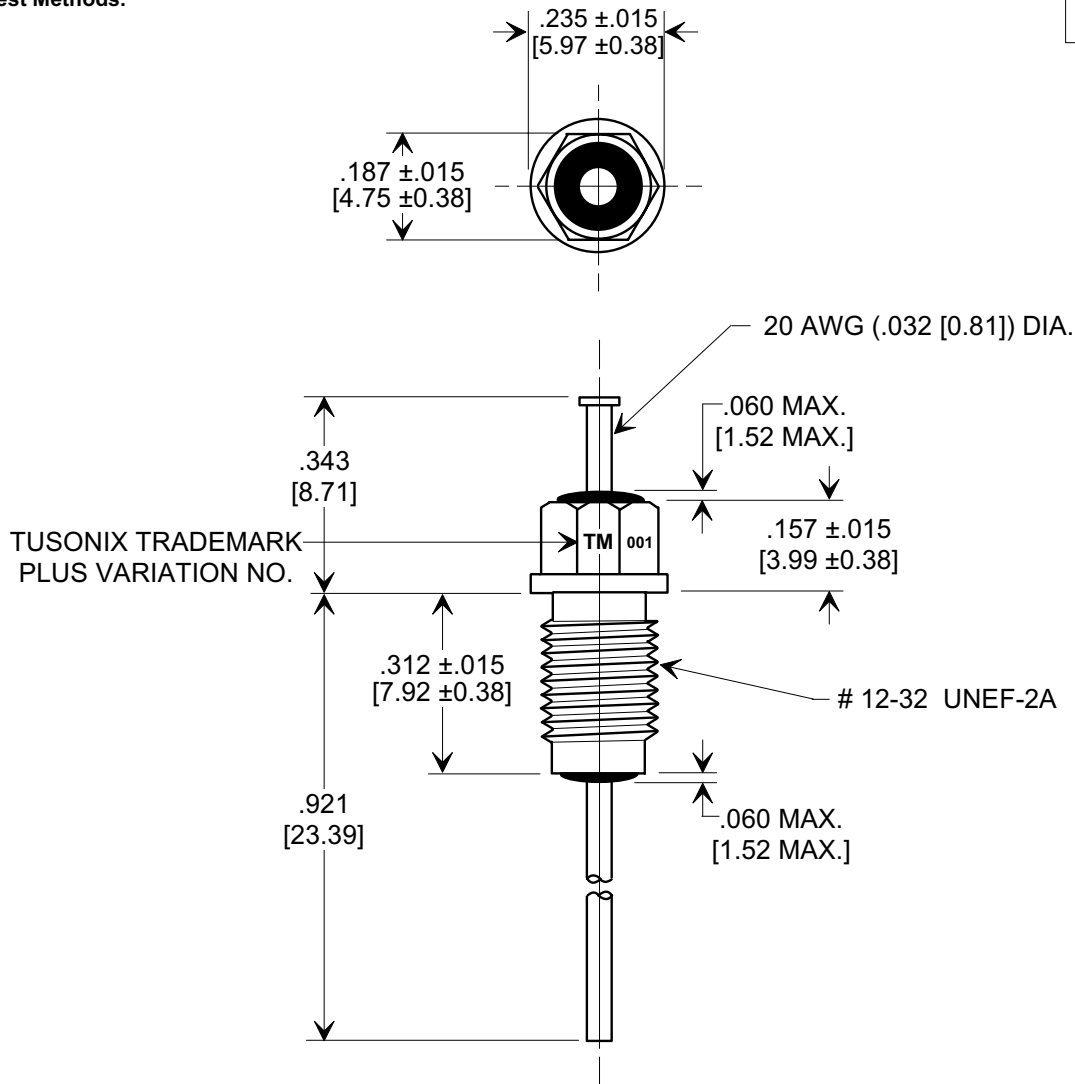 est Methods:
.235 ±.015
[5.97 ±0.38]
.187 ±.015
[4.75 ±0.38]
20 AWG (.032 [0.81]) DIA.
.060 MAX.
[1.52 MAX.]
.343
[8.71]
TUSONIX TRADEMARK
PLUS VARIATION NO.
TM 001
.157 ±.015
[3.99 ±0.38]
.312 ±.015
[7.92 ±0.38]
# 12-32 UNEF-2A
.921
[23.39]
.060 MAX.
[1.52 MAX.]